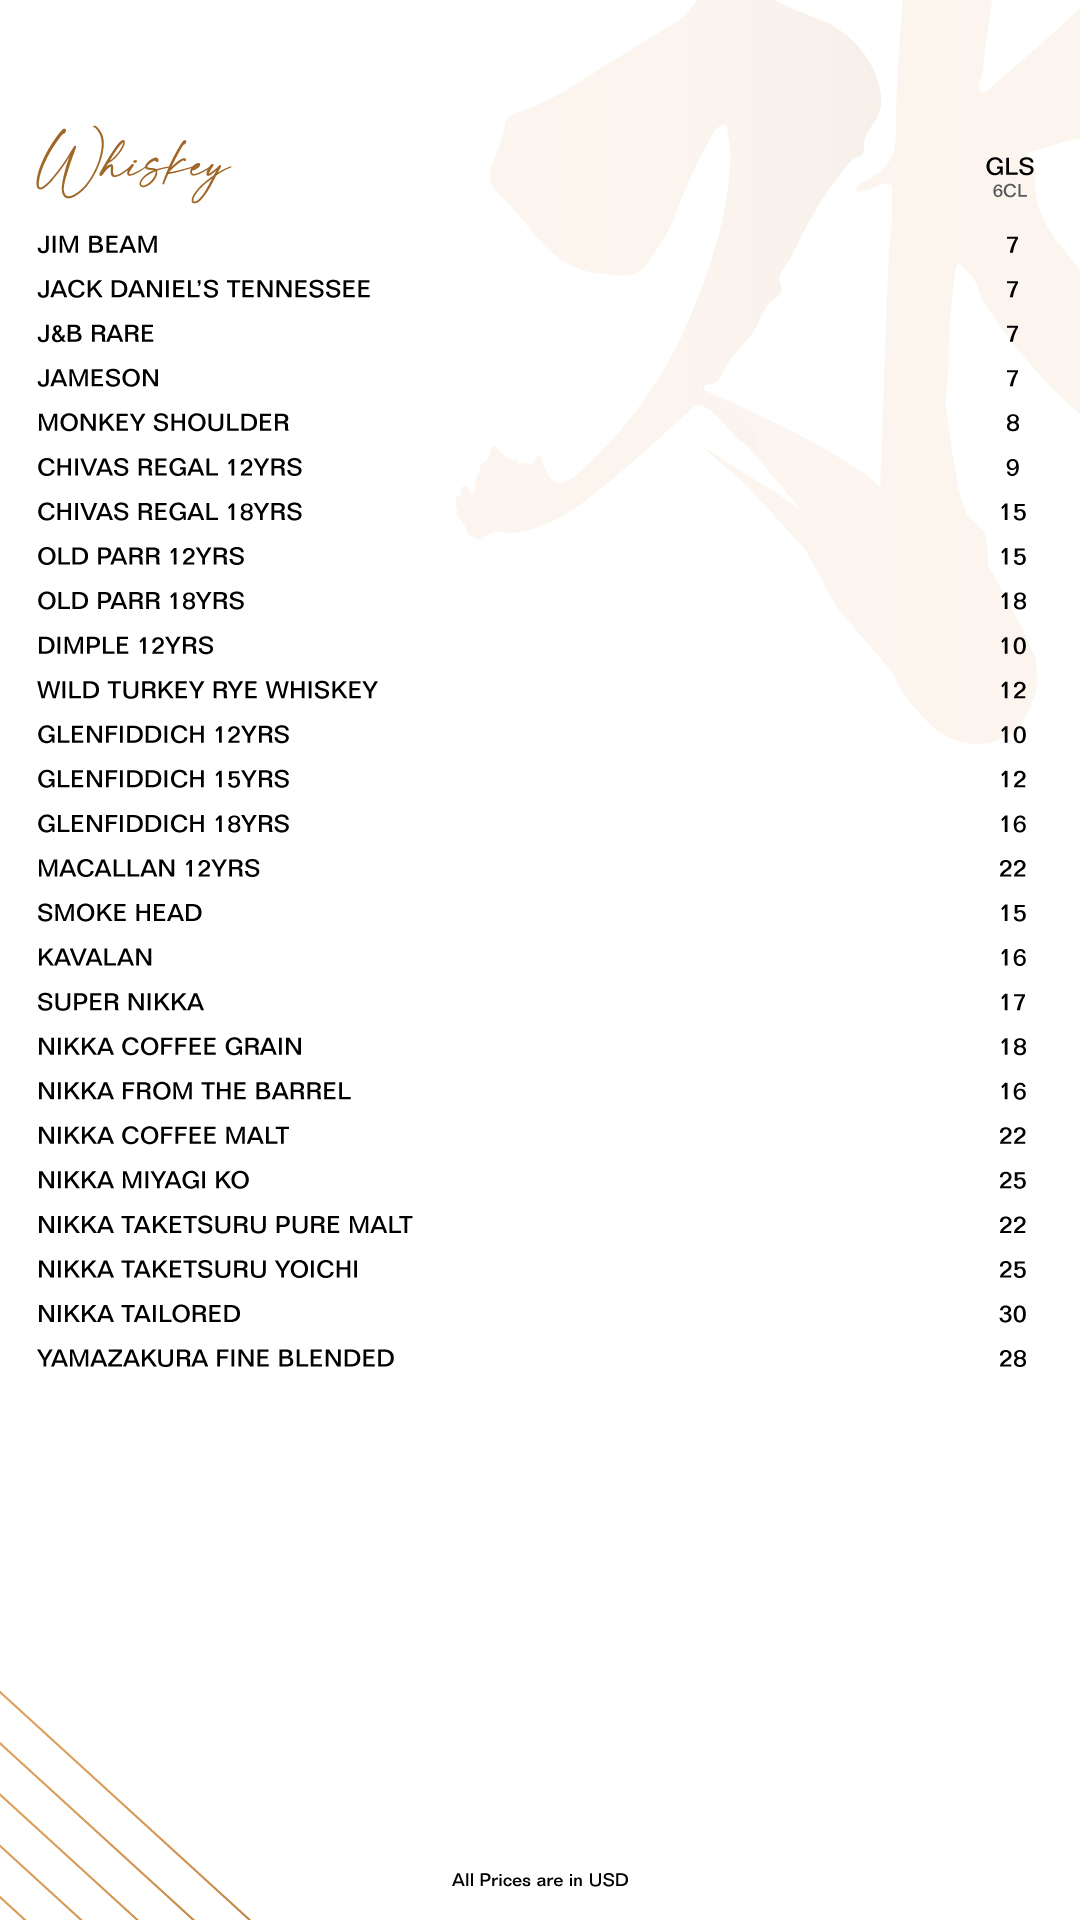 Whiskey
GLS
6CL
JIM BEAM 7
JACK DANIEL’S TENNESSEE 7
J&B RARE 7
JAMESON 7
MONKEY SHOULDER 8
CHIVAS REGAL 12YRS 9
CHIVAS REGAL 18YRS 15
OLD PARR 12YRS 15
OLD PARR 18YRS 18
DIMPLE 12YRS 10
WILD TURKEY RYE WHISKEY 12
GLENFIDDICH 12YRS 10
GLENFIDDICH 15YRS 12
GLENFIDDICH 18YRS 16
MACALLAN 12YRS 22
SMOKE HEAD 15
KAVALAN 16
SUPER NIKKA 17
NIKKA COFFEE GRAIN 18
NIKKA FROM THE BARREL 16
NIKKA COFFEE MALT 22
NIKKA MIYAGI KO 25
NIKKA TAKETSURU PURE MALT 22
NIKKA TAKETSURU YOICHI 25
NIKKA TAILORED 30
YAMAZAKURA FINE BLENDED 28
All Prices are in USD